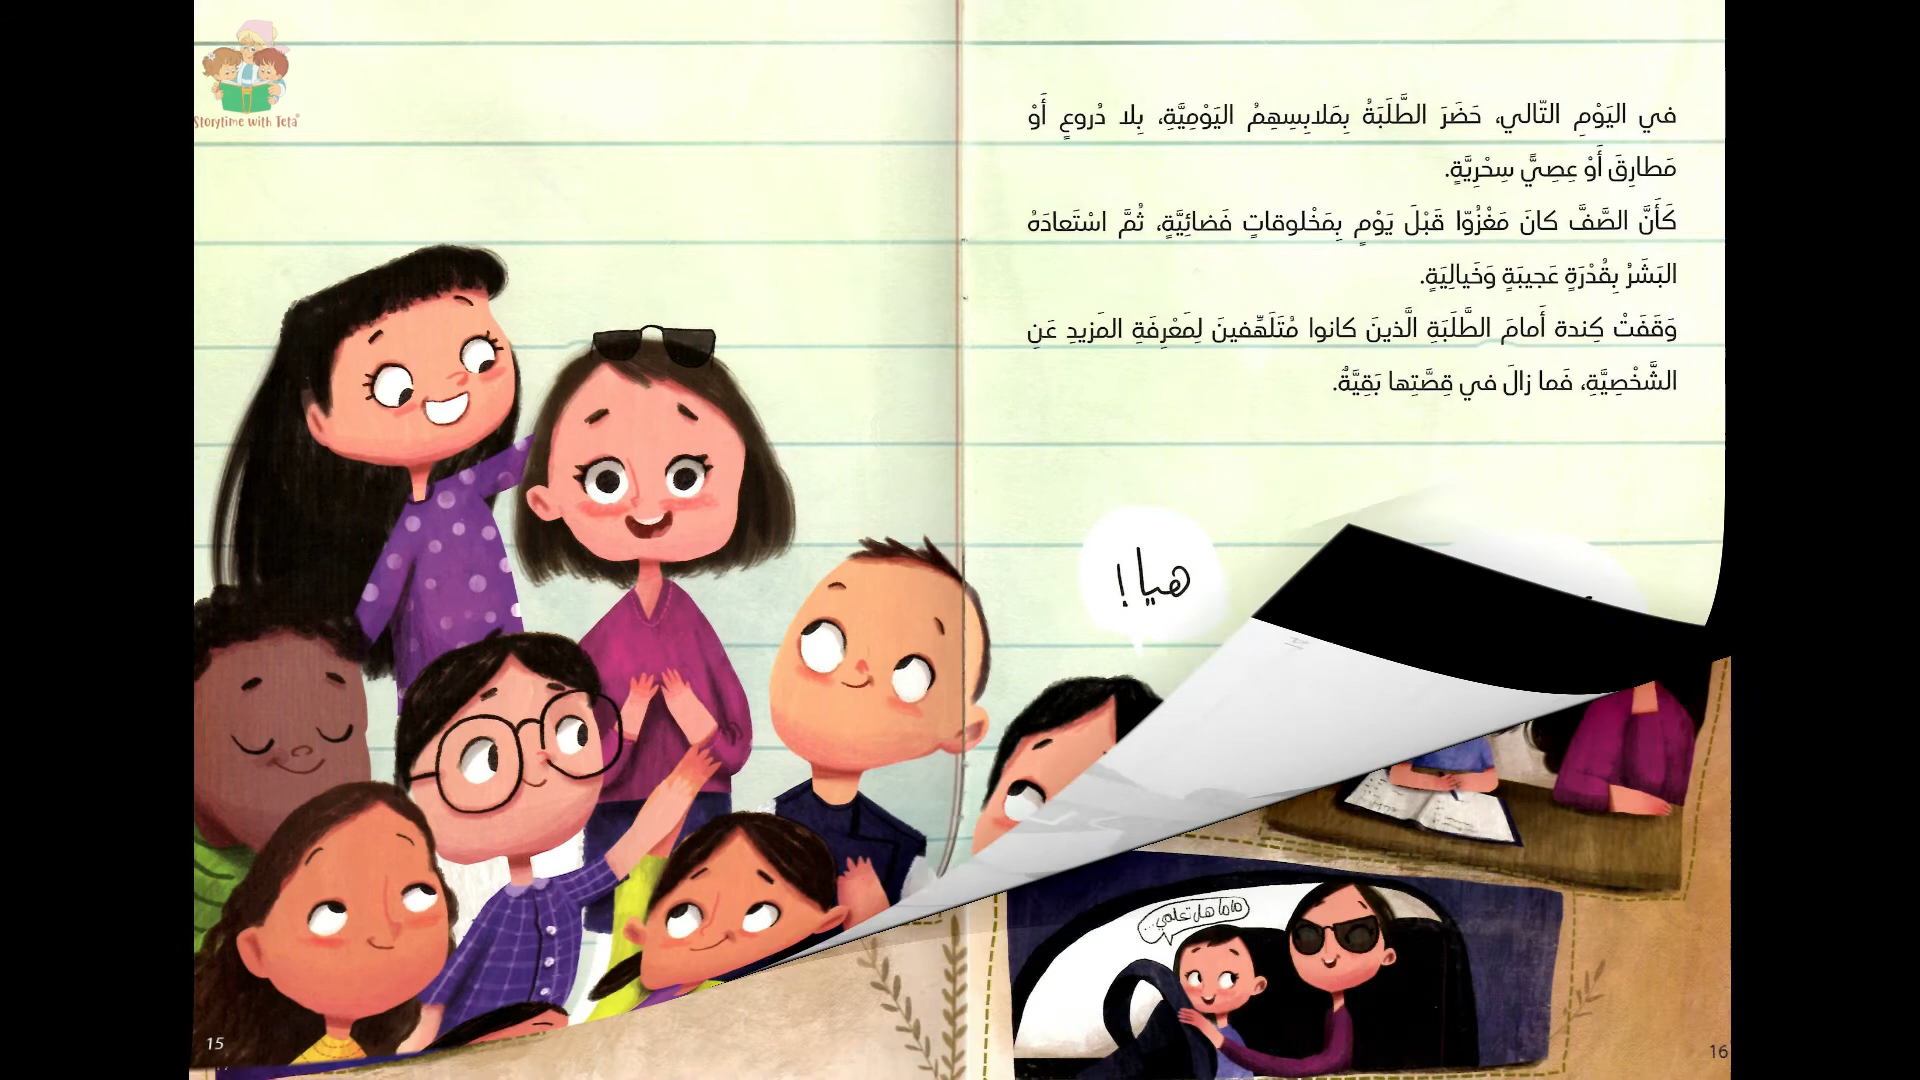 Storytime with Teta
في اليَوْمِ التّالي، حَضَرَ الطَّلَبَةُ بِمَلابِسِهِمُ اليَوْمِيَّةِ، بِلا دُروعٍ أَوْ
مَطارِقَ أَوْ عِصِيٍّ سِحْرِيَّةٍ.
كَأَنَّ الصَّفَّ كانَ مَغْزُوّا قَبْلَ يَوْمٍ بِمَخْلوقاتٍ فَضائِيَّةٍ، ثُمَّ اسْتَعادَهُ
البَشَرُ بِقُدْرَةٍ عَجيبَةٍ وَخَيالِيَةٍ.
وَقَفَتْ كِندة أَمامَ الطَّلَبَةِ الَّذينَ كانوا مُتَلَهِّفينَ لِمَعْرِفَةِ المَزيدِ عَنِ
الشَّخْصِيَّةِ، فَما زالَ في قِصَّتِها بَقِيَّةٌ.
هيا!
ماما هل تعلمي...
15
16